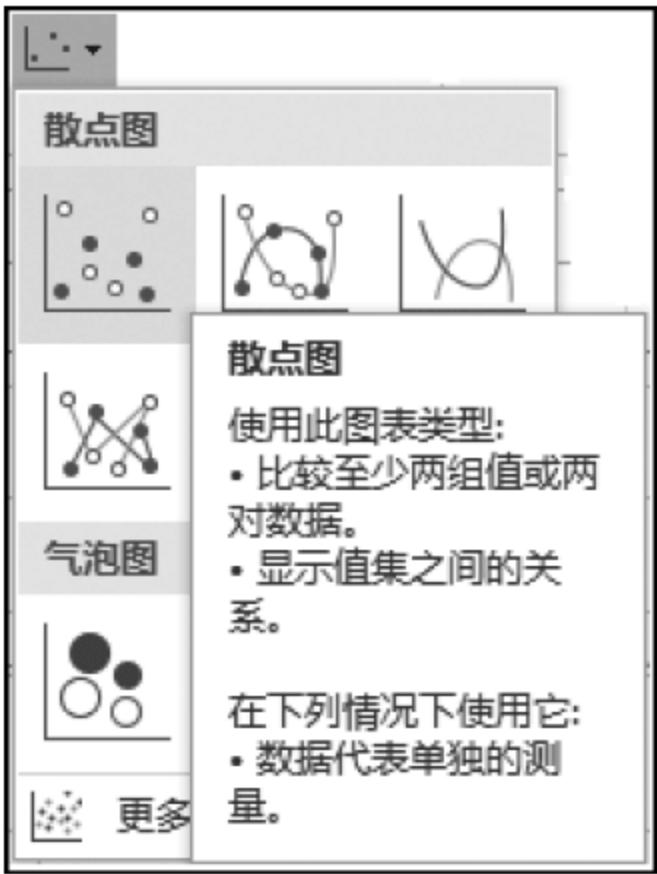 散点图
散点图
使用此图表类型:
• 比较至少两组值或两
对数据。
• 显示值集之间的关
系。
气泡图
在下列情况下使用它:
• 数据代表单独的测
量。
更多